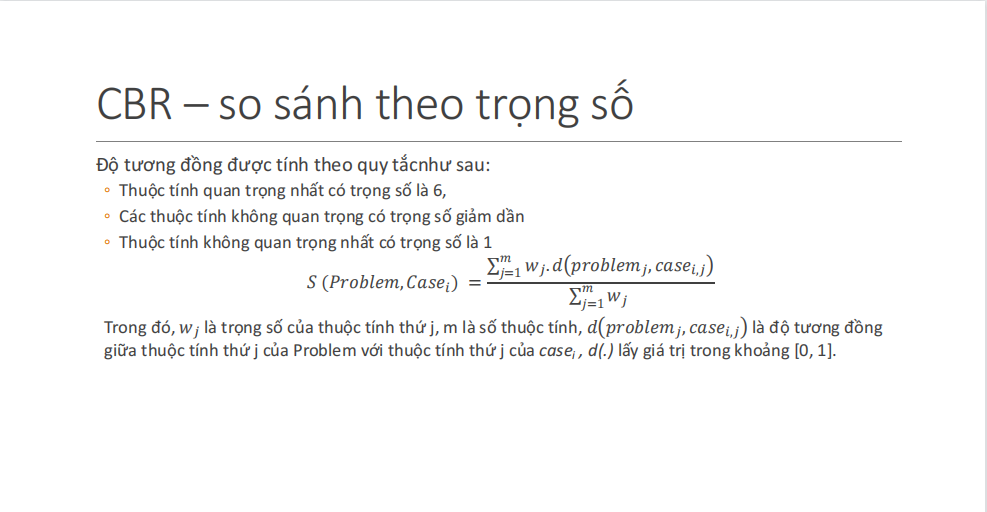 CBR – so sánh theo trọng số
Độ tương đồng được tính theo quy tắcnhư sau:
◦ Thuộc tính quan trọng nhất có trọng số là 6,
◦ Các thuộc tính không quan trọng có trọng số giảm dần
◦ Thuộc tính không quan trọng nhất có trọng số là 1
S (Problem, Caseᵢ) = \frac{\sum_{j=1}^{m} w_j.d(problem_j, case_{i,j})}{\sum_{j=1}^{m} w_j}
Trong đó, w_j là trọng số của thuộc tính thứ j, m là số thuộc tính, d(problem_j, case_{i,j}) là độ tương đồng
giữa thuộc tính thứ j của Problem với thuộc tính thứ j của caseᵢ , d(.) lấy giá trị trong khoảng [0, 1].